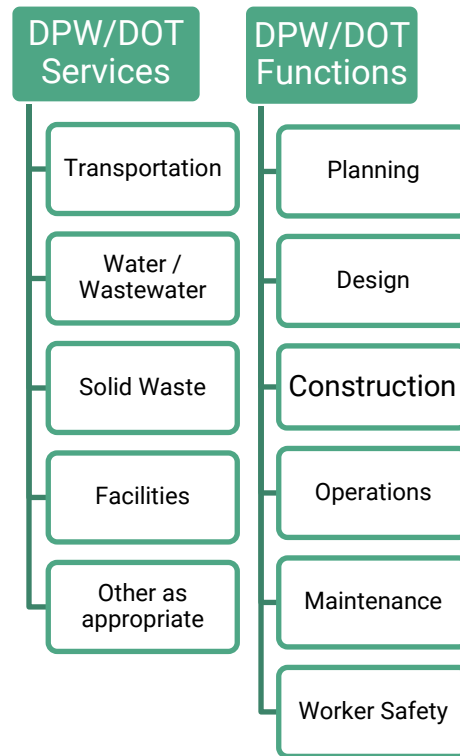 DPW/DOT
Services
Transportation
Water /
Wastewater
Solid Waste
Facilities
Other as
appropriate
DPW/DOT
Functions
Planning
Design
Construction
Operations
Maintenance
Worker Safety